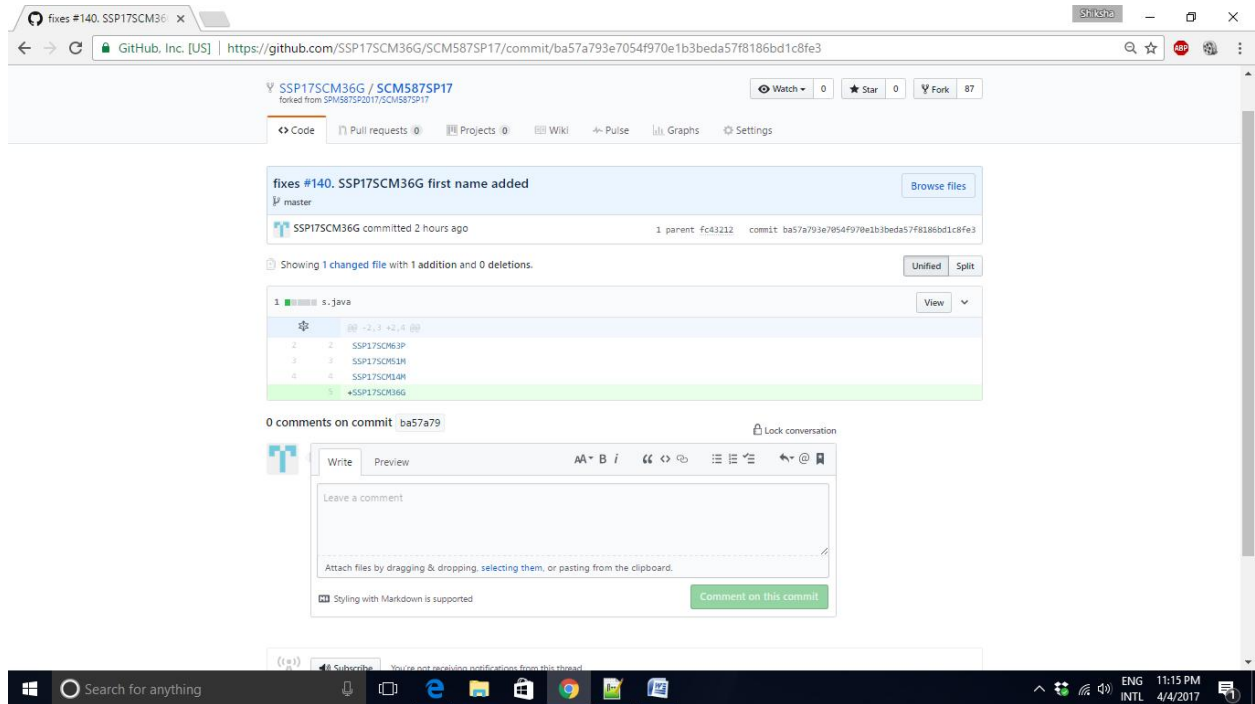 fixes #140. SSP17SCM36
Shiksha
GitHub, Inc. [US] | https://github.com/SSP17SCM36G/SCM587SP17/commit/ba57a793e7054f970e1b3beda57f8186bd1c8fe3
ABP
SSP17SCM36G / SCM587SP17
forked from SPM587SP2017/SCM587SP17
Watch 0 Star 0 Fork 87
Code Pull requests 0 Projects 0 Wiki Pulse Graphs Settings
fixes #140. SSP17SCM36G first name added
Browse files
master
SSP17SCM36G committed 2 hours ago 1 parent fc43212 commit ba57a793e7054f970e1b3beda57f8186bd1c8fe3
Showing 1 changed file with 1 addition and 0 deletions. Unified Split
1 s.java View
@@ -2,3 +2,4 @@
2 2 SSP17SCM63P
3 3 SSP17SCM51M
4 4 SSP17SCM14M
5 +SSP17SCM36G
0 comments on commit ba57a79 Lock conversation
Write Preview AA B i “ <> @
Leave a comment
Attach files by dragging & dropping, selecting them, or pasting from the clipboard.
Styling with Markdown is supported Comment on this commit
Subscribe You're not receiving notifications from this thread.
Search for anything
ENG 11:15 PM
INTL 4/4/2017
1